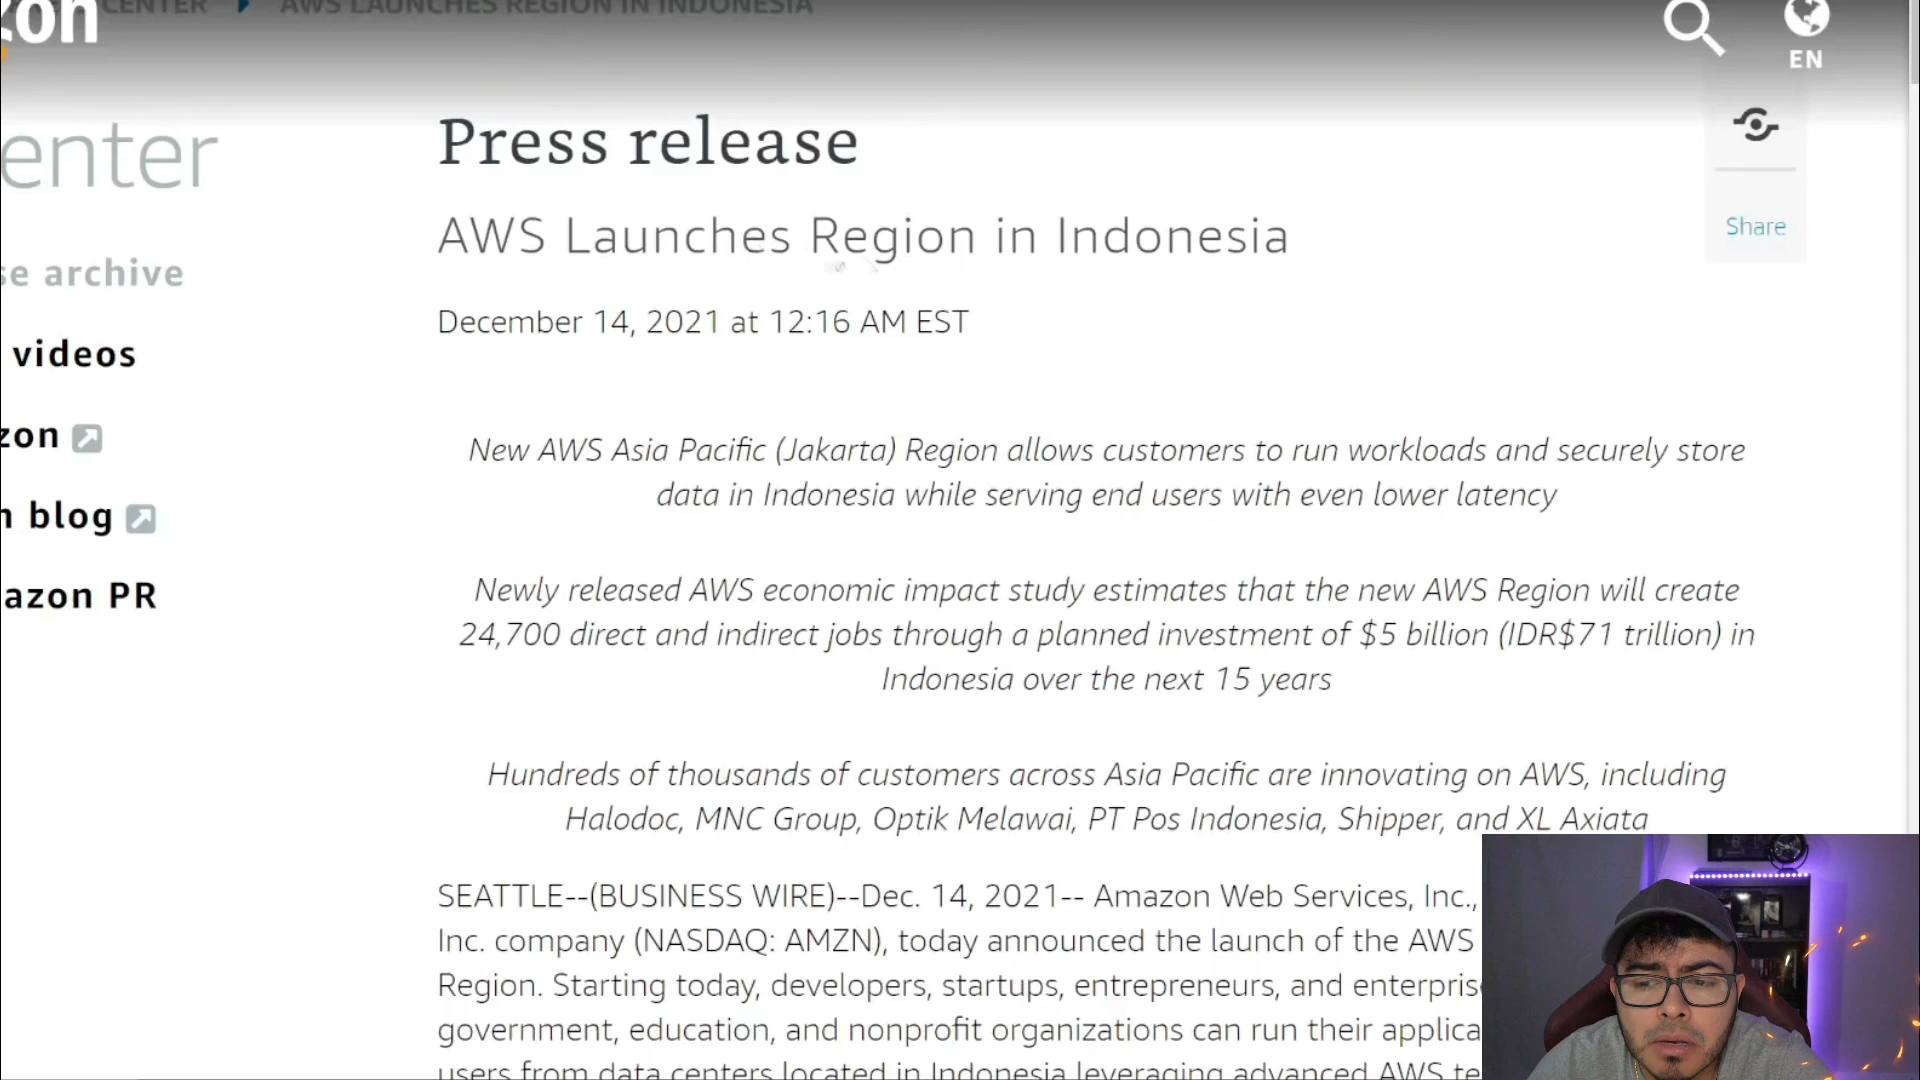 CENTER AWS LAUNCHES REGION IN INDONESIA
zon
EN
Press release
enter
AWS Launches Region in Indonesia
Share
se archive
December 14, 2021 at 12:16 AM EST
videos
zon
New AWS Asia Pacific (Jakarta) Region allows customers to run workloads and securely store
data in Indonesia while serving end users with even lower latency
n blog
Newly released AWS economic impact study estimates that the new AWS Region will create
azon PR
24,700 direct and indirect jobs through a planned investment of $5 billion (IDR$71 trillion) in
Indonesia over the next 15 years
Hundreds of thousands of customers across Asia Pacific are innovating on AWS, including
Halodoc, MNC Group, Optik Melawai, PT Pos Indonesia, Shipper, and XL Axiata
SEATTLE--(BUSINESS WIRE)--Dec. 14, 2021-- Amazon Web Services, Inc.,
Inc. company (NASDAQ: AMZN), today announced the launch of the AWS
Region. Starting today, developers, startups, entrepreneurs, and enterpris
government, education, and nonprofit organizations can run their applica
users from data centers located in Indonesia leveraging advanced AWS te